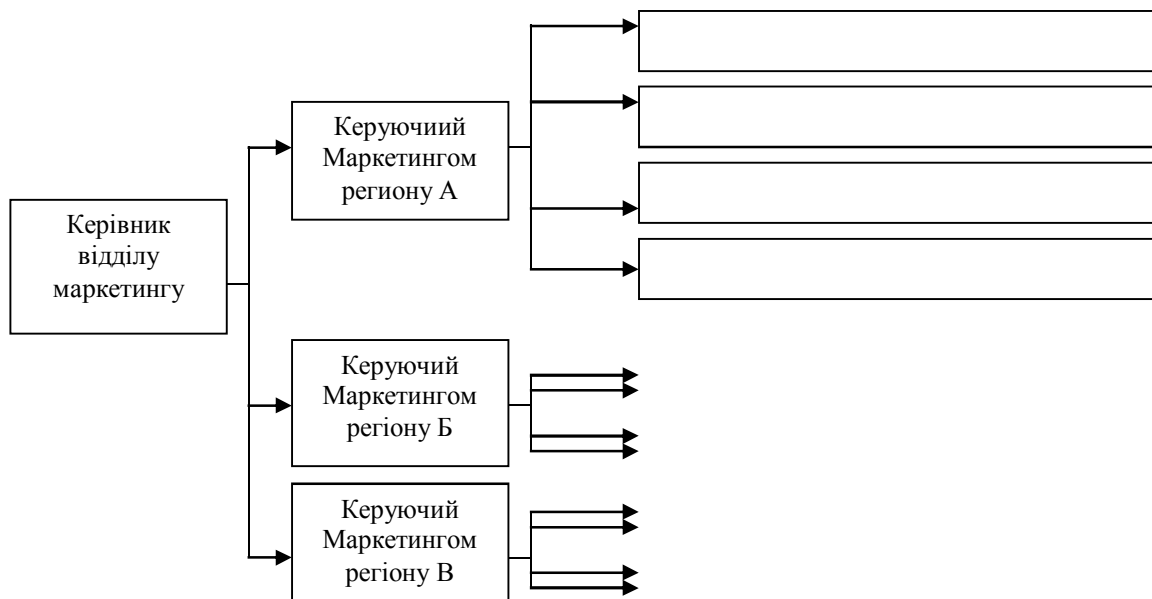 Керуючиий
Маркетингом
региону А
Керівник
відділу
маркетингу
Керуючий
Маркетингом
регіону Б
Керуючий
Маркетингом
регіону В